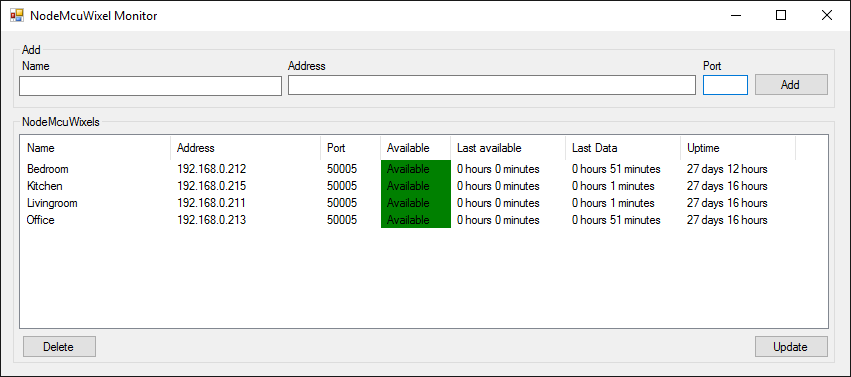 NodeMcuWixel Monitor
Add
Name Address Port
Add
NodeMcuWixels
Name Address Port Available Last available Last Data Uptime
Bedroom 192.168.0.212 50005 Available 0 hours 0 minutes 0 hours 51 minutes 27 days 12 hours
Kitchen 192.168.0.215 50005 Available 0 hours 0 minutes 0 hours 1 minutes 27 days 16 hours
Livingroom 192.168.0.211 50005 Available 0 hours 0 minutes 0 hours 1 minutes 27 days 16 hours
Office 192.168.0.213 50005 Available 0 hours 0 minutes 0 hours 51 minutes 27 days 16 hours
Delete Update